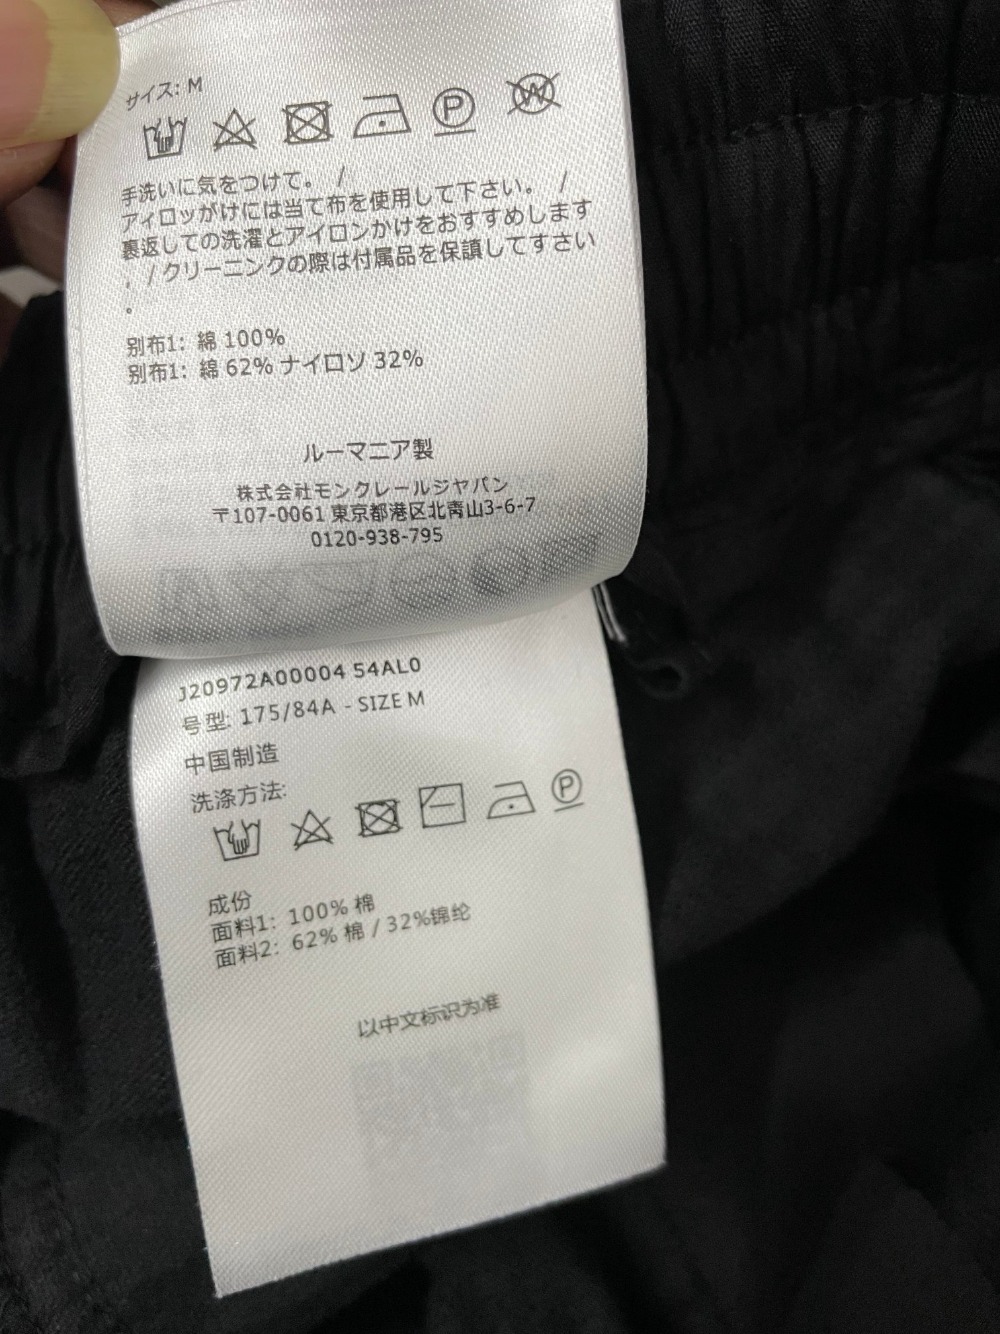 サイズ: M
手洗いに気をつけて。 /
アイロッがけには当て布を使用して下さい。 /
裏返しての洗濯とアイロンかけをおすすめします
. / クリーニンクの際は付属品を保護してすさい
。
別布1: 綿 100%
別布1: 綿 62% ナイロソ 32%
ルーマニア製
株式会社モンクレールジヤパン
〒107-0061 東京都港区北青山3-6-7
0120-938-795
J20972A00004 54AL0
号型: 175/84A - SIZE M
中国制造
洗涤方法:
成份
面料1: 100% 棉
面料2: 62% 棉 / 32%锦纶
以中文标识为准